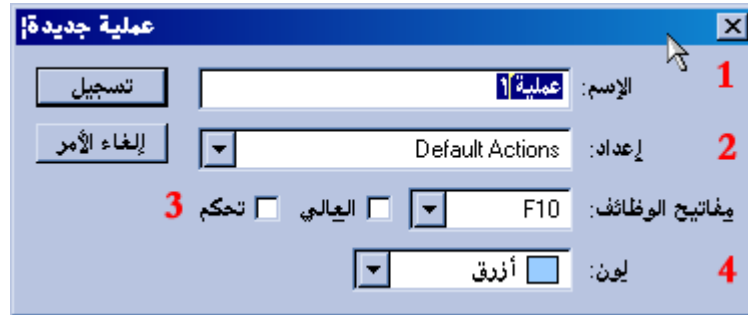 عملية جديدة!
1 الإسم: عملية ١ تسجيل
2 إعداد: Default Actions إلغاء الأمر
مفاتيح الوظائف: F10 العالي تحكم 3
4 لون: أزرق